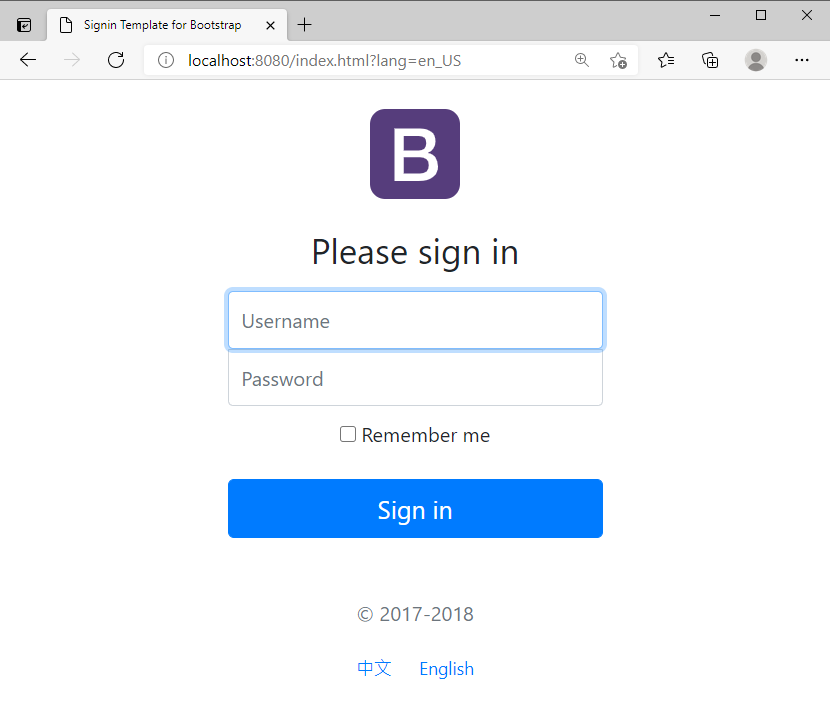 Signin Template for Bootstrap
localhost:8080/index.html?lang=en_US
B
Please sign in
Username
Password
Remember me
Sign in
© 2017-2018
中文 English